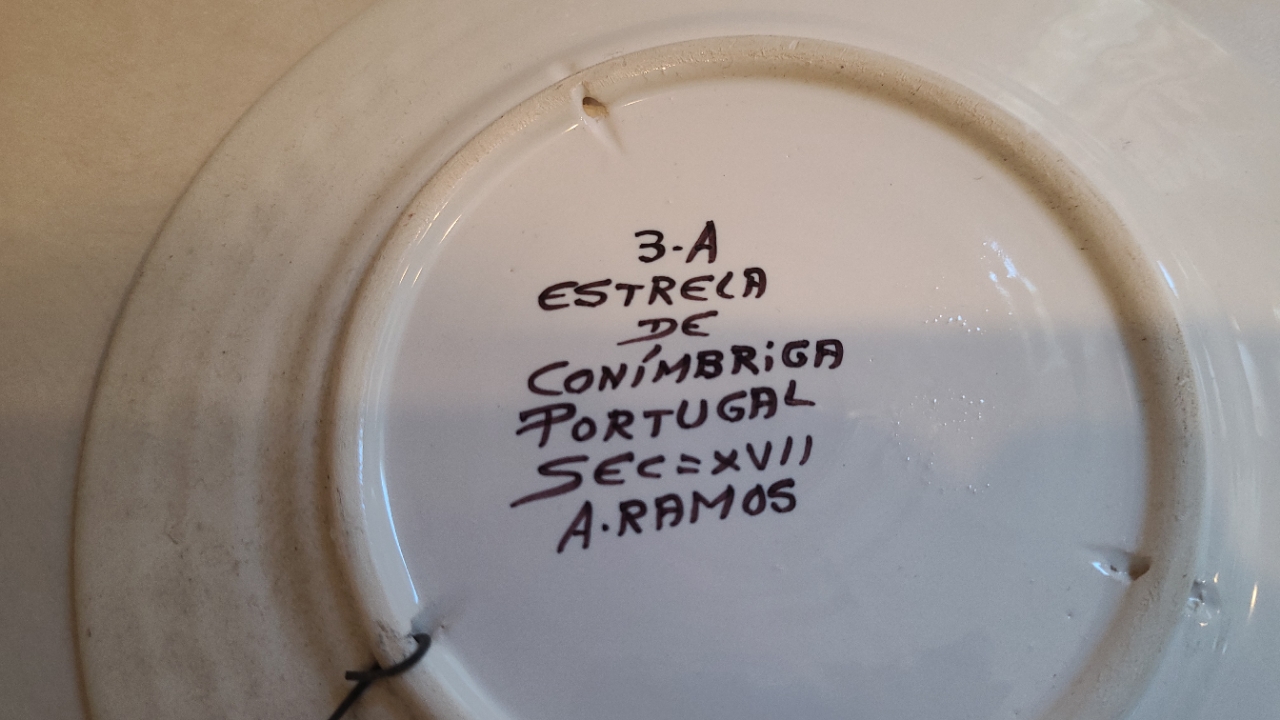 3-A
ESTRELA
DE
CONÍMBRiGA
PORTUGAL
SEC=XVII
A.RAMOS